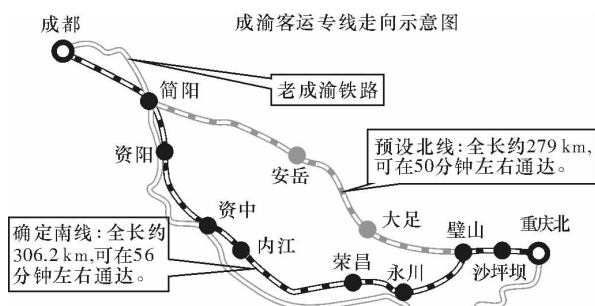 成渝客运专线走向示意图
成都
简阳
老成渝铁路
资阳
安岳
预设北线:全长约279 km,
可在50分钟左右通达。
资中
大足
确定南线:全长约
306.2 km,可在56
分钟左右通达。
内江
荣昌
永川
璧山
沙坪坝
重庆北